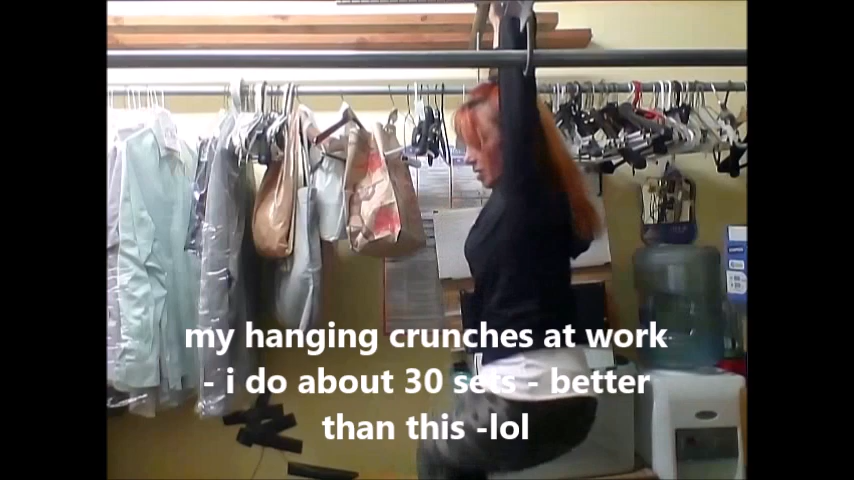 my hanging crunches at work
- i do about 30 sets - better
than this -lol